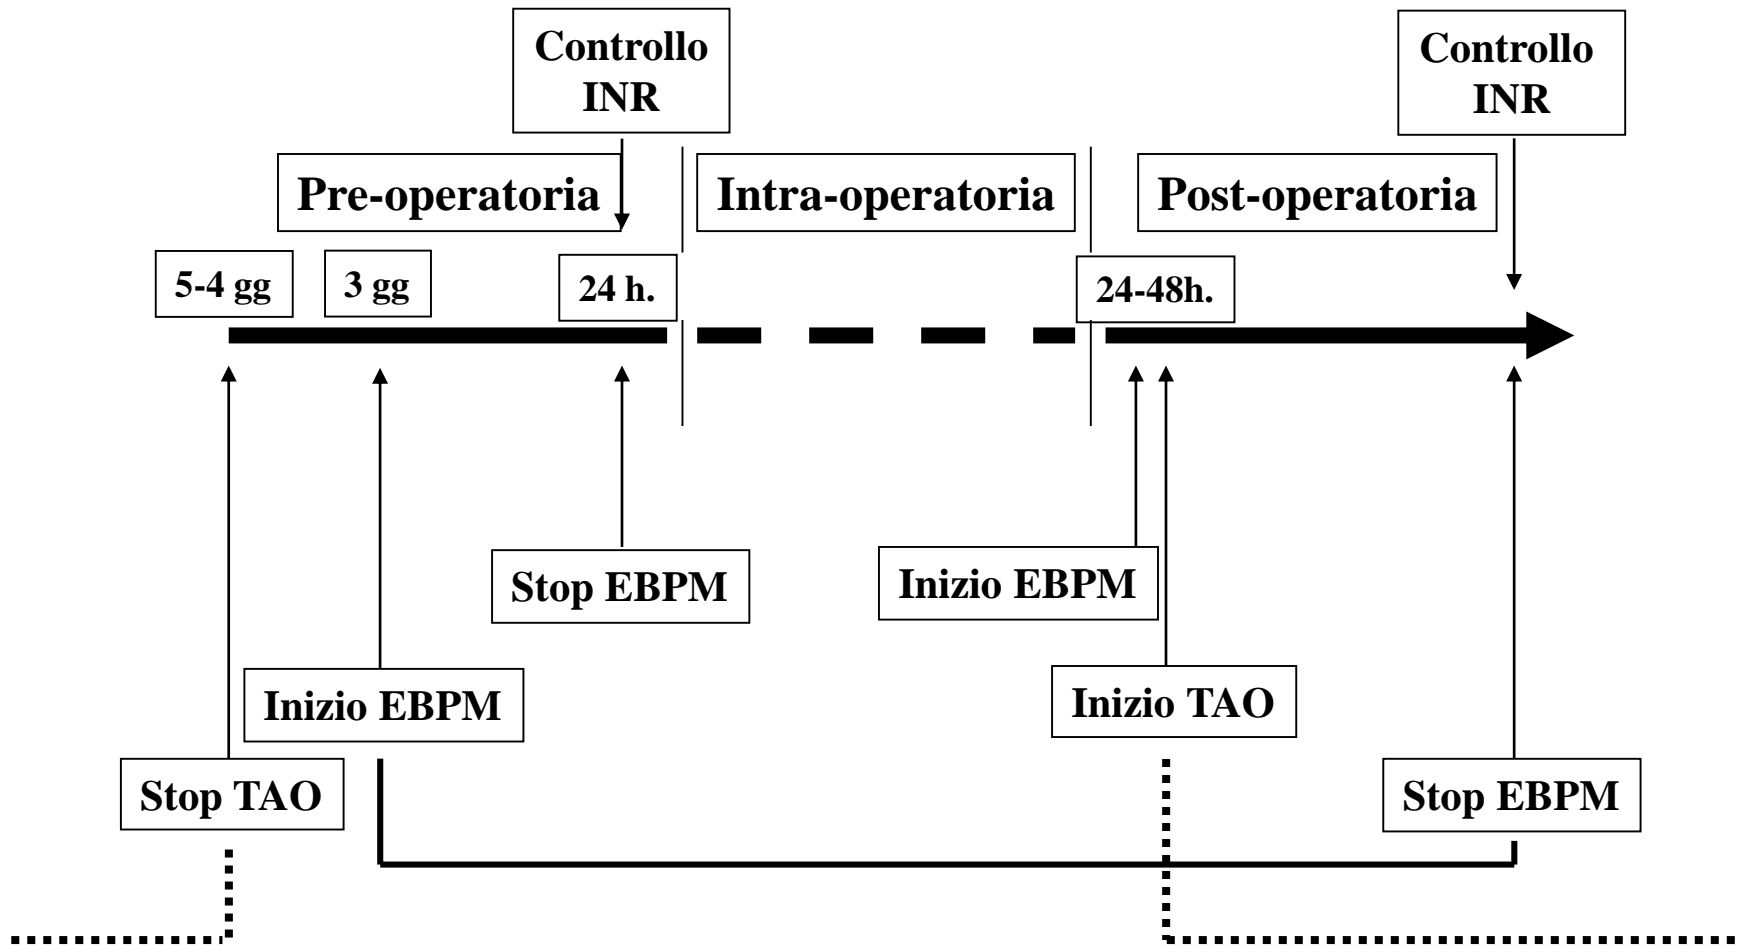 Controllo
INR
Controllo
INR
Pre-operatoria
Intra-operatoria
Post-operatoria
5-4 gg
3 gg
24 h.
24-48h.
Stop EBPM
Inizio EBPM
Inizio EBPM
Inizio TAO
Stop TAO
Stop EBPM